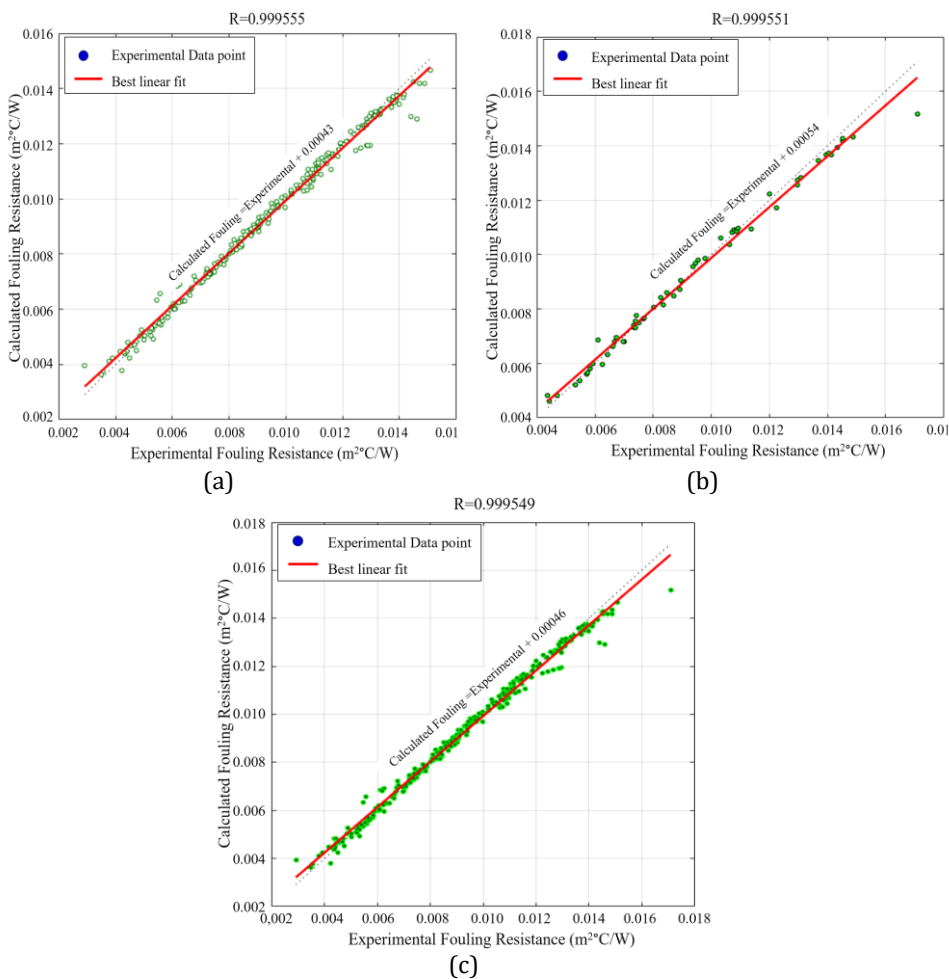 R=0.999555
0.016
0.014
0.012
0.010
0.008
0.006
0.004
0.002
Calculated Fouling Resistance (m²°C/W)
Experimental Data point
Best linear fit
Calculated Fouling =Experimental + 0.00043
0.002 0.004 0.006 0.008 0.010 0.012 0.014 0.01
Experimental Fouling Resistance (m²°C/W)
(a)
R=0.999551
0.018
0.016
0.014
0.012
0.010
0.008
0.006
0.004
Calculated Fouling Resistance (m²°C/W)
Experimental Data point
Best linear fit
Calculated Fouling =Experimental + 0.00054
0.004 0.006 0.008 0.010 0.012 0.014 0.016 0.01
Experimental Fouling Resistance (m²°C/W)
(b)
R=0.999549
0.018
0.016
0.014
0.012
0.010
0.008
0.006
0.004
0.002
Calculated Fouling Resistance (m²°C/W)
Experimental Data point
Best linear fit
Calculated Fouling =Experimental + 0.00046
0,002 0.004 0.006 0.008 0.010 0.012 0.014 0.016 0.018
Experimental Fouling Resistance (m²°C/W)
(c)